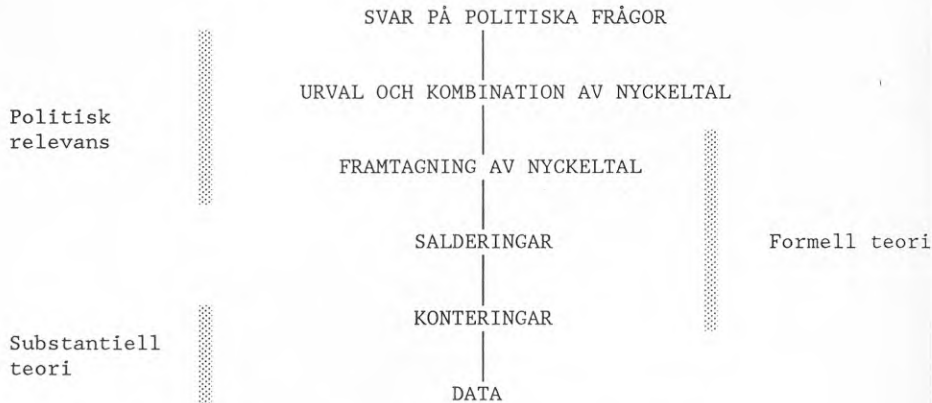 SVAR PÅ POLITISKA FRÅGOR
URVAL OCH KOMBINATION AV NYCKELTAL
Politisk
relevans
FRAMTAGNING AV NYCKELTAL
SALDERINGAR
Formell teori
KONTERINGAR
Substantiell
teori
DATA